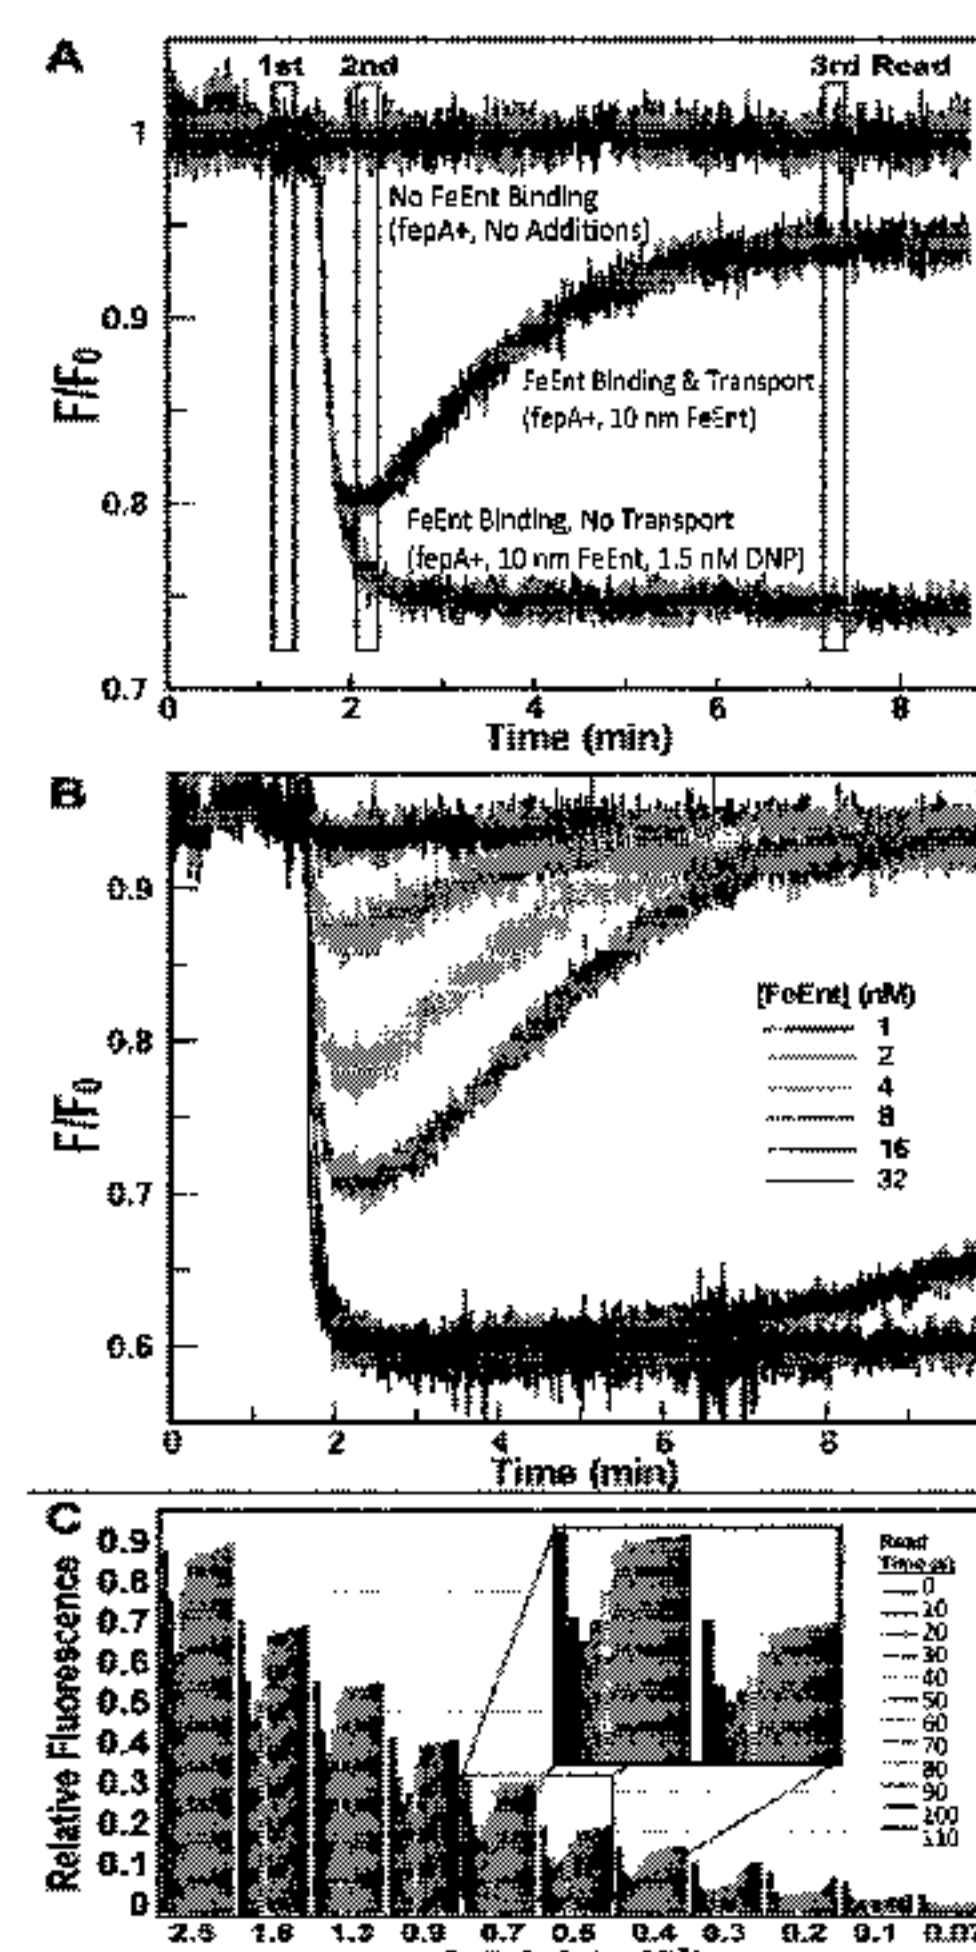 A
1st 2nd 3rd Read
1
No FeEnt Binding
(fepA+, No Additions)
0.9
F/F0
FeEnt Binding & Transport
(fepA+, 10 nm FeEnt)
0.8
FeEnt Binding, No Transport
(fepA+, 10 nm FeEnt, 1.5 nM DNP)
0.7
0 2 4 6 8
Time (min)
B
0.9
[FeEnt] (nM)
1
0.8
2
4
F/F0
8
16
0.7
32
0.6
0 2 4 6 8
Time (min)
C
Relative Fluorescence
0.9
0.8
0.7
0.6
0.5
0.4
0.3
0.2
0.1
0
Read
Time (s)
0
10
20
30
40
50
60
70
80
90
100
110
0.9 0.7 0.4 0.3 0.2 0.1